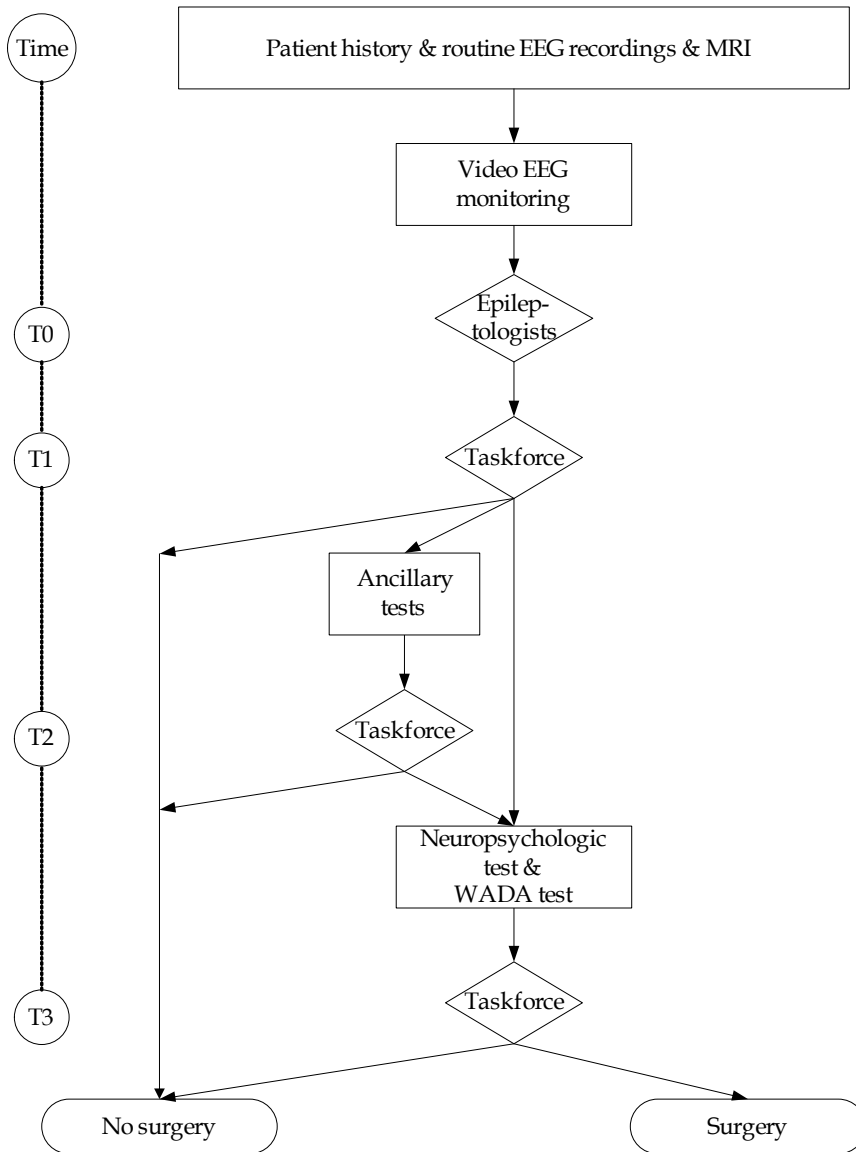 Time
Patient history & routine EEG recordings & MRI
Video EEG
monitoring
Epilep-
tologists
T0
Taskforce
T1
Ancillary
tests
Taskforce
T2
Neuropsychologic
test &
WADA test
Taskforce
T3
No surgery
Surgery